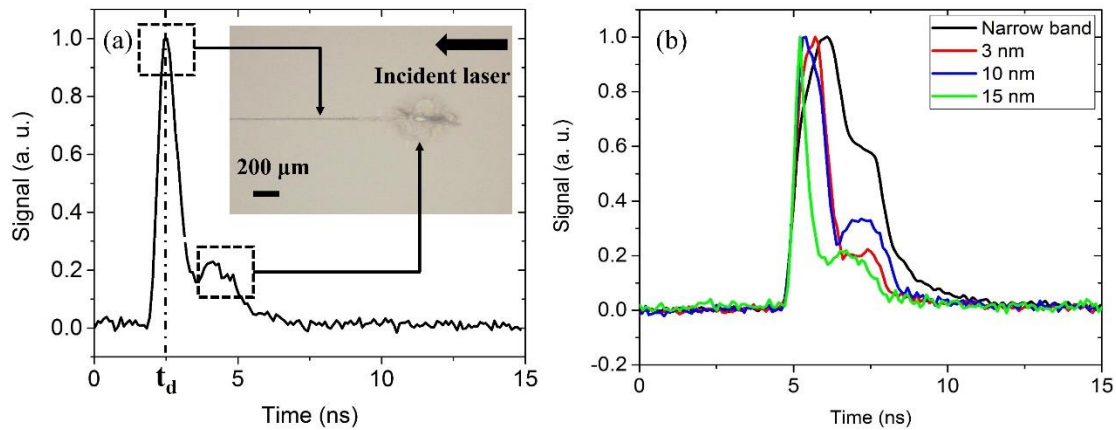 (a)
Incident laser
200 µm
1.0
0.8
0.6
0.4
0.2
0.0
Signal (a. u.)
0
t_d
5
10
15
Time (ns)
(b)
Narrow band
3 nm
10 nm
15 nm
1.0
0.8
0.6
0.4
0.2
0.0
-0.2
Signal (a. u.)
0
5
10
15
Time (ns)